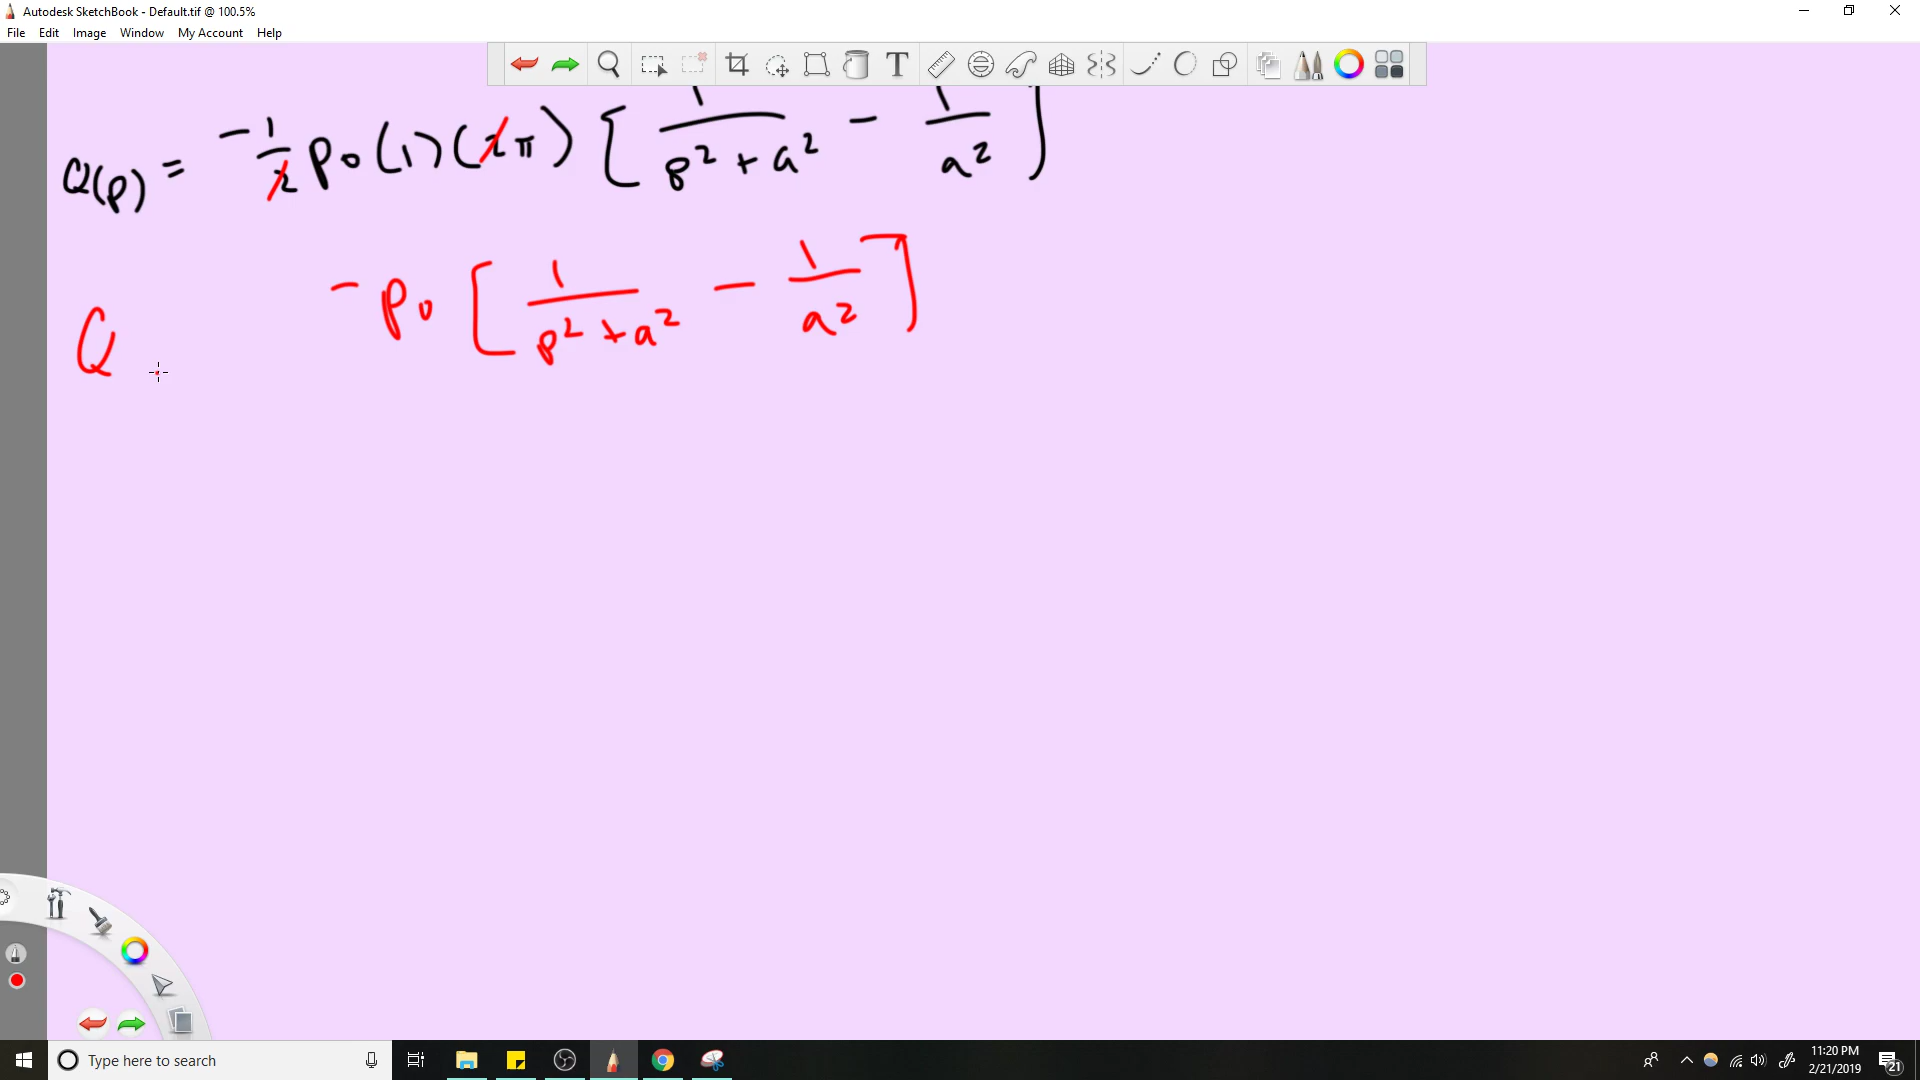 Autodesk SketchBook - Default.tif @ 100.5%
File Edit Image Window My Account Help
Q(ρ) = -1/2 ρ0 (1)(2π) [ 1/(ρ² + a²) - 1/a² ]
Q -ρ0 [ 1/(ρ² + a²) - 1/a² ]
Type here to search
11:20 PM
2/21/2019
21